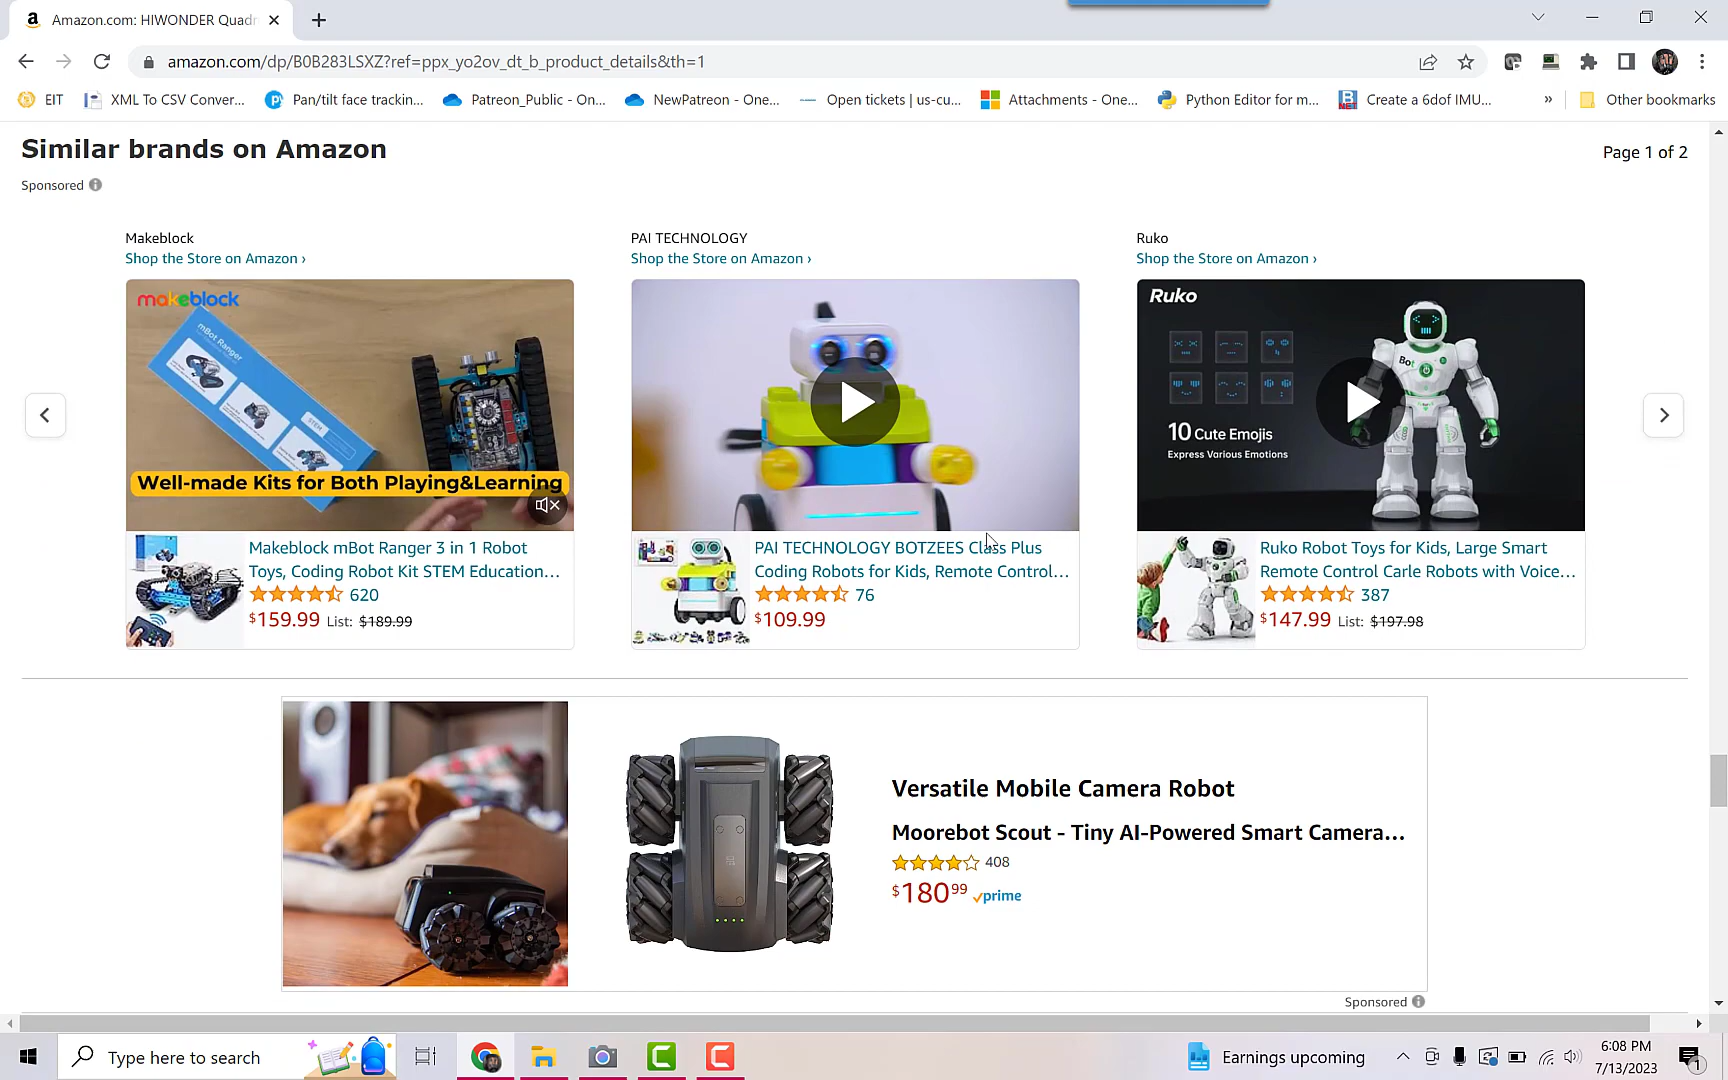 Amazon.com: HIWONDER Quad
amazon.com/dp/B0B283LSXZ?ref=ppx_yo2ov_dt_b_product_details&th=1
EIT
XML To CSV Conver...
Pan/tilt face trackin...
Patreon_Public - On...
NewPatreon - One...
Open tickets | us-cu...
Attachments - One...
Python Editor for m...
Create a 6dof IMU...
»
Other bookmarks
Similar brands on Amazon
Page 1 of 2
Sponsored
Makeblock
Shop the Store on Amazon ›
makeblock
mBot Ranger
STEM
Well-made Kits for Both Playing&Learning
Makeblock mBot Ranger 3 in 1 Robot
Toys, Coding Robot Kit STEM Education...
620
$159.99 List: $189.99
PAI TECHNOLOGY
Shop the Store on Amazon ›
PAI TECHNOLOGY BOTZEES Class Plus
Coding Robots for Kids, Remote Control...
76
$109.99
Ruko
Shop the Store on Amazon ›
Ruko
Bot
10 Cute Emojis
Express Various Emotions
Ruko Robot Toys for Kids, Large Smart
Remote Control Carle Robots with Voice...
387
$147.99 List: $197.98
Versatile Mobile Camera Robot
Moorebot Scout - Tiny AI-Powered Smart Camera...
408
$180.99 prime
Sponsored
Type here to search
Earnings upcoming
6:08 PM
7/13/2023
1